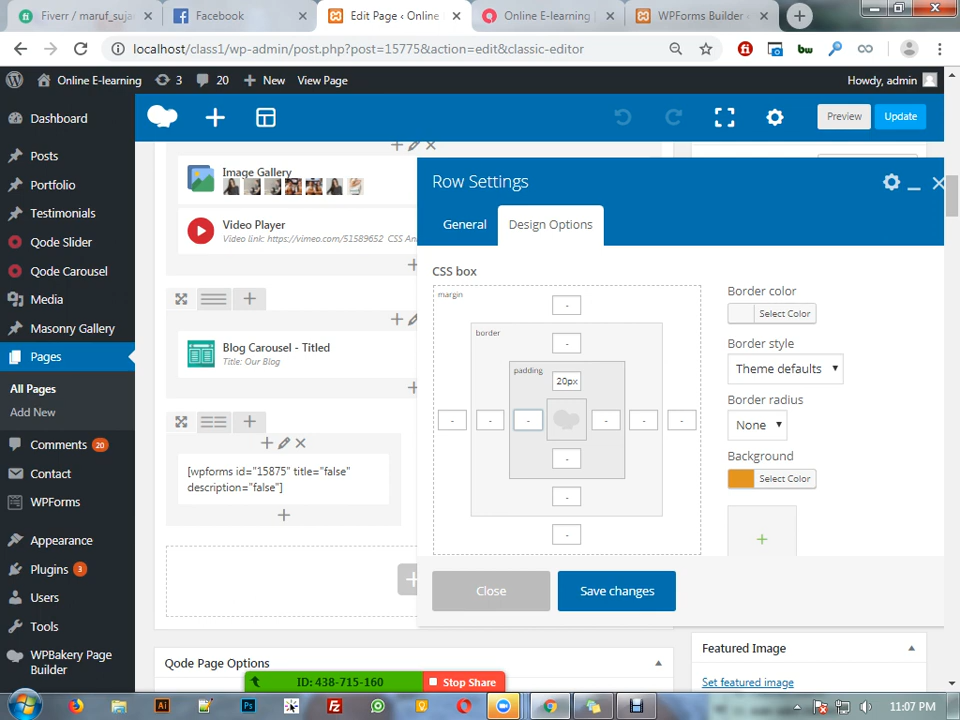 Fiverr / maruf_sujan
Facebook
Edit Page ‹ Online
Online E-learning |
WPForms Builder ‹
localhost/class1/wp-admin/post.php?post=15775&action=edit&classic-editor
bw
Online E-learning
3
20
New
View Page
Howdy, admin
Dashboard
Posts
Portfolio
Testimonials
Qode Slider
Qode Carousel
Media
Masonry Gallery
Pages
All Pages
Add New
Comments 20
Contact
WPForms
Appearance
Plugins 3
Users
Tools
WPBakery Page
Builder
Preview
Update
Image Gallery
Video Player
Video link: https://vimeo.com/51589652 CSS An
Blog Carousel - Titled
Title: Our Blog
[wpforms id="15875" title="false"
description="false"]
Qode Page Options
Row Settings
General
Design Options
CSS box
margin
-
border
-
padding
20px
- - - - - -
-
-
-
Border color
Select Color
Border style
Theme defaults
Border radius
None
Background
Select Color
Close
Save changes
Featured Image
Set featured image
ID: 438-715-160
Stop Share
Ai
Ps
11:07 PM